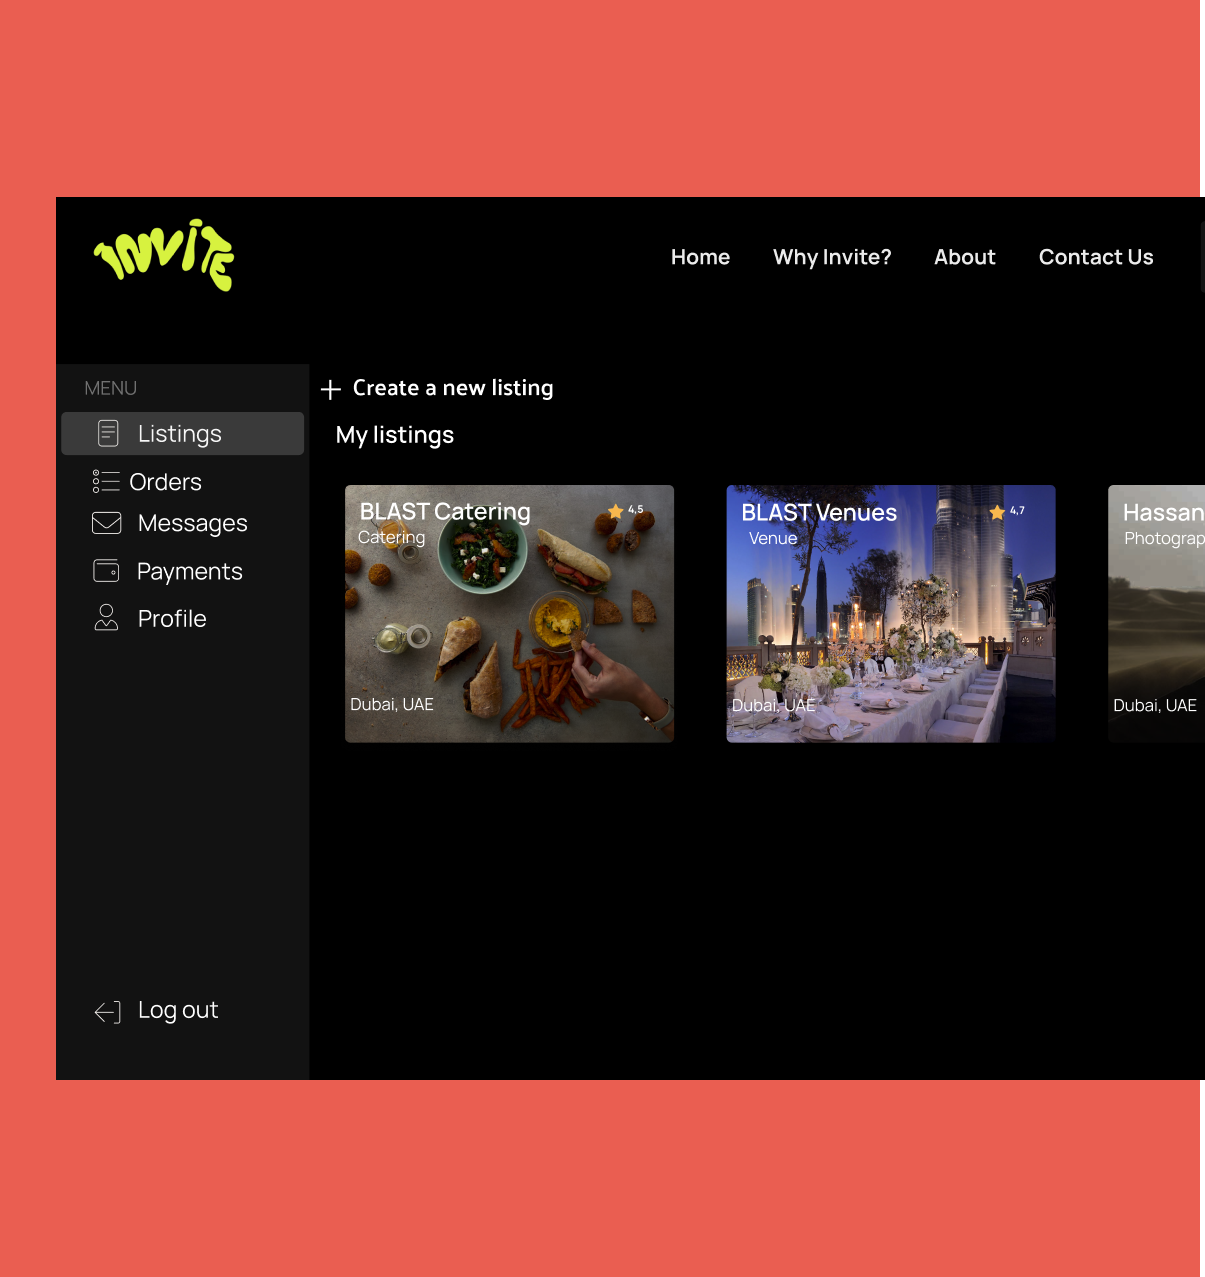 INVITE
Home Why Invite? About Contact Us
MENU
Listings
Orders
Messages
Payments
Profile
Log out
Create a new listing
My listings
BLAST Catering 4,5
Catering
Dubai, UAE
BLAST Venues 4,7
Venue
Dubai, UAE
Hassan
Photograp
Dubai, UAE